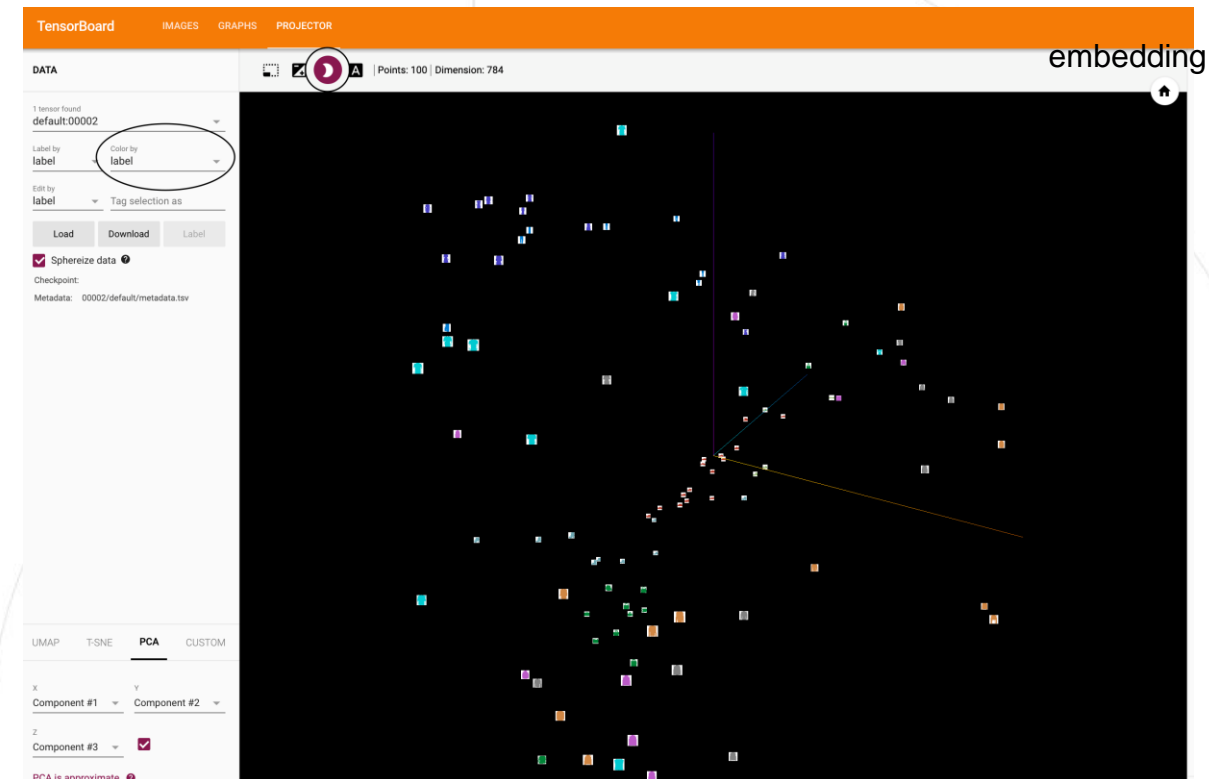 TensorBoard IMAGES GRAPHS PROJECTOR
embedding
DATA
A Points: 100 Dimension: 784
1 tensor found
default:00002
Label by Color by
label label
Edit by
label Tag selection as
Load Download Label
Sphereize data ?
Checkpoint:
Metadata: 00002/default/metadata.tsv
UMAP T-SNE PCA CUSTOM
X Y
Component #1 Component #2
Z
Component #3
PCA is approximate. ?